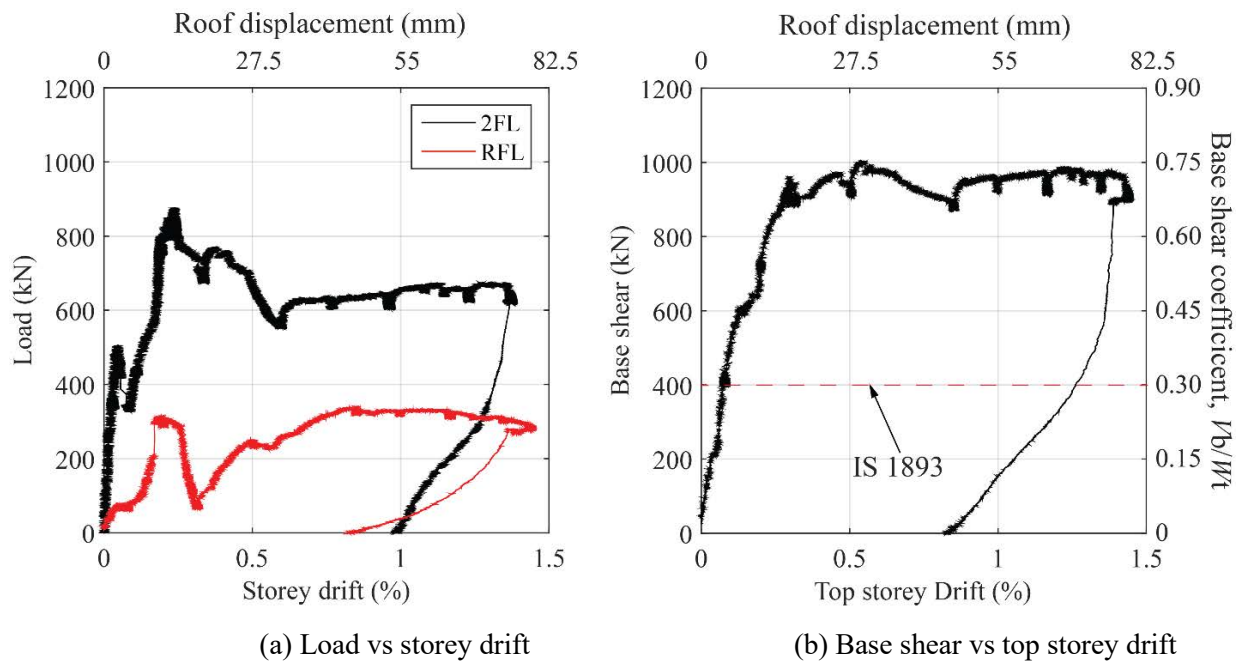 Roof displacement (mm)
0 27.5 55 82.5
1200
1000
800
600
400
200
0
Load (kN)
2FL
RFL
0 0.5 1 1.5
Storey drift (%)
(a) Load vs storey drift
Roof displacement (mm)
0 27.5 55 82.5
1200
1000
800
600
400
200
0
Base shear (kN)
0.90
0.75
0.60
0.45
0.30
0.15
0
Base shear coefficicent, Vb/Wt
IS 1893
0 0.5 1 1.5
Top storey Drift (%)
(b) Base shear vs top storey drift